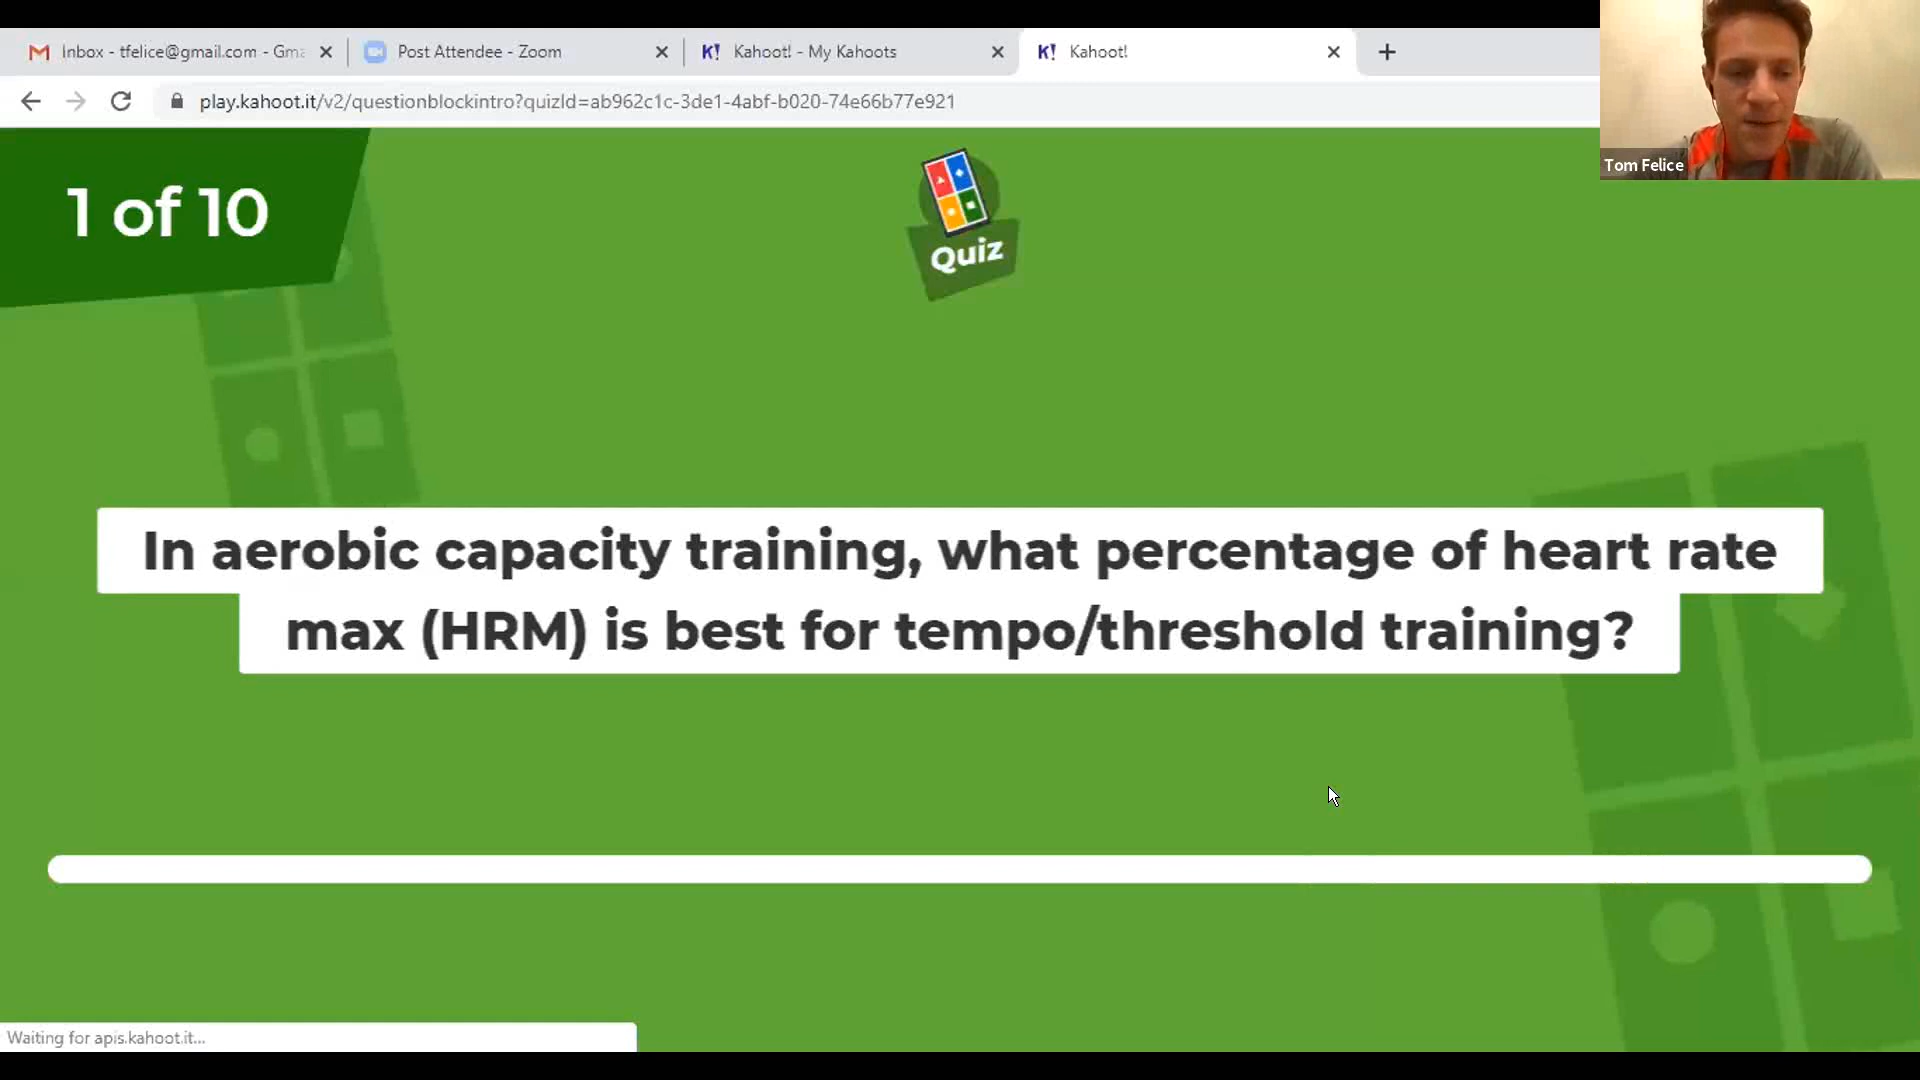 Inbox - tfelice@gmail.com - Gma
Post Attendee - Zoom
Kahoot! - My Kahoots
Kahoot!
play.kahoot.it/v2/questionblockintro?quizId=ab962c1c-3de1-4abf-b020-74e66b77e921
Tom Felice
1 of 10
Quiz
In aerobic capacity training, what percentage of heart rate
max (HRM) is best for tempo/threshold training?
Waiting for apis.kahoot.it...